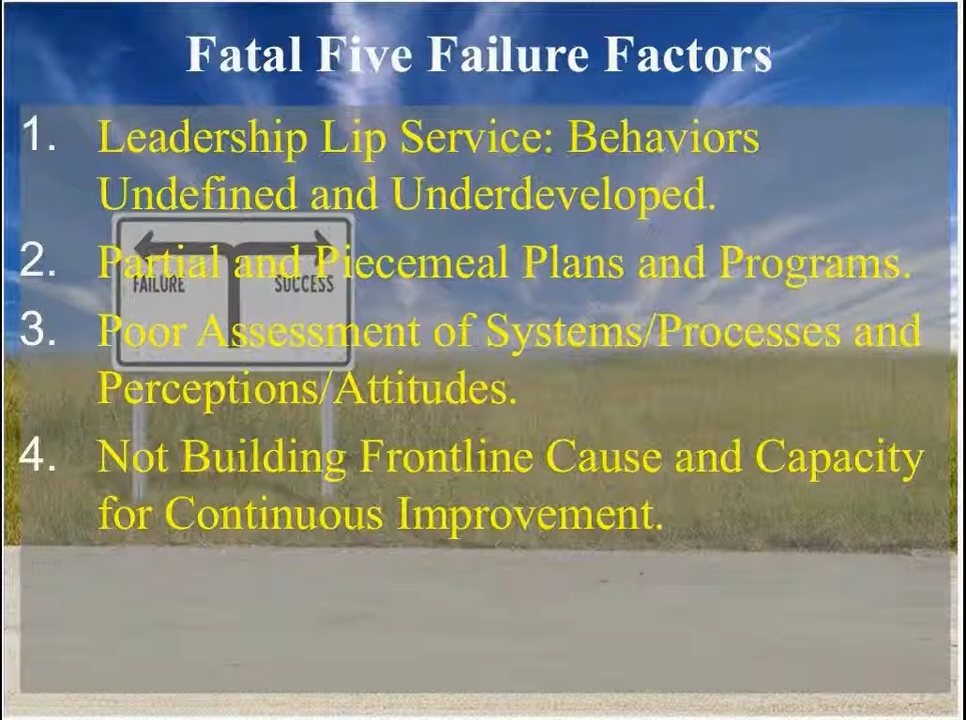 Fatal Five Failure Factors
1. Leadership Lip Service: Behaviors
Undefined and Underdeveloped.
2. Partial and Piecemeal Plans and Programs.
FAILURE SUCCESS
3. Poor Assessment of Systems/Processes and
Perceptions/Attitudes.
4. Not Building Frontline Cause and Capacity
for Continuous Improvement.